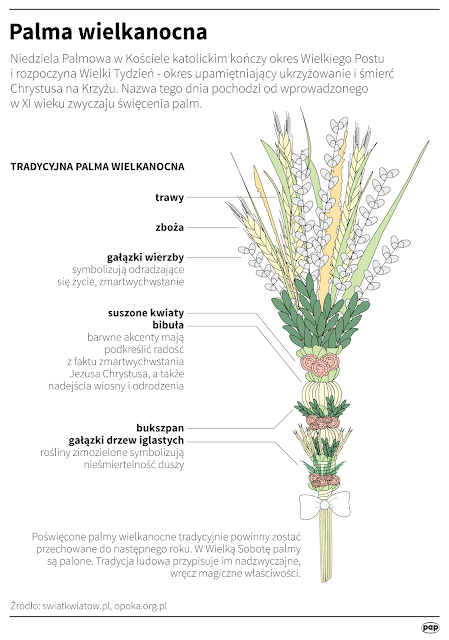 Palma wielkanocna
Niedziela Palmowa w Kościele katolickim kończy okres Wielkiego Postu
i rozpoczyna Wielki Tydzień - okres upamiętniający ukrzyżowanie i śmierć
Chrystusa na Krzyżu. Nazwa tego dnia pochodzi od wprowadzonego
w XI wieku zwyczaju święcenia palm.
TRADYCYJNA PALMA WIELKANOCNA
trawy
zboża
gałązki wierzby
symbolizują odradzające
się życie, zmartwychwstanie
suszone kwiaty
bibuła
barwne akcenty mają
podkreślić radość
z faktu zmartwychwstania
Jezusa Chrystusa, a także
nadejścia wiosny i odrodzenia
bukszpan
gałązki drzew iglastych
rośliny zimozielone symbolizują
nieśmiertelność duszy
Poświęcone palmy wielkanocne tradycyjnie powinny zostać
przechowane do następnego roku. W Wielką Sobotę palmy
są palone. Tradycja ludowa przypisuje im nadzwyczajne,
wręcz magiczne właściwości.
Źródło: swiatkwiatow.pl, opoka.org.pl
pap